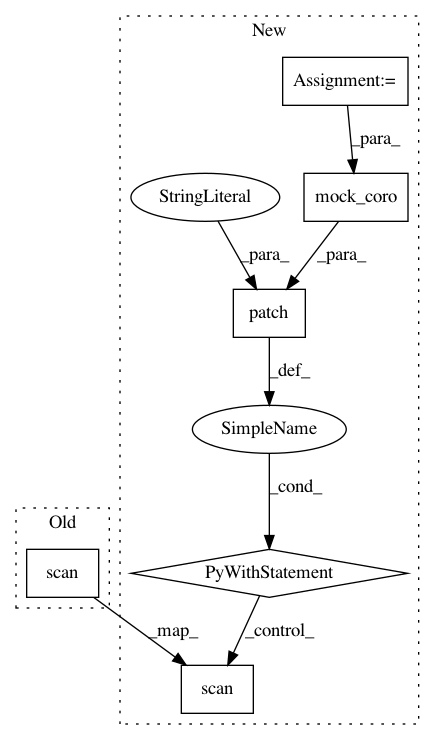 New
Assignment:=
_para_
StringLiteral
mock_coro
_para_
_para_
patch
_def_
SimpleName
_cond_
Old
scan
PyWithStatement
_map_
_control_
scan